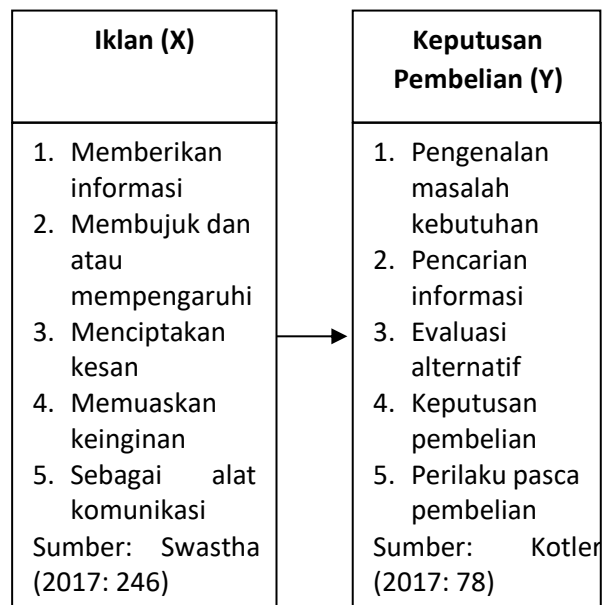 Iklan (X)
1. Memberikan
informasi
2. Membujuk dan
atau
mempengaruhi
3. Menciptakan
kesan
4. Memuaskan
keinginan
5. Sebagai alat
komunikasi
Sumber: Swastha
(2017: 246)
Keputusan
Pembelian (Y)
1. Pengenalan
masalah
kebutuhan
2. Pencarian
informasi
3. Evaluasi
alternatif
4. Keputusan
pembelian
5. Perilaku pasca
pembelian
Sumber: Kotler
(2017: 78)